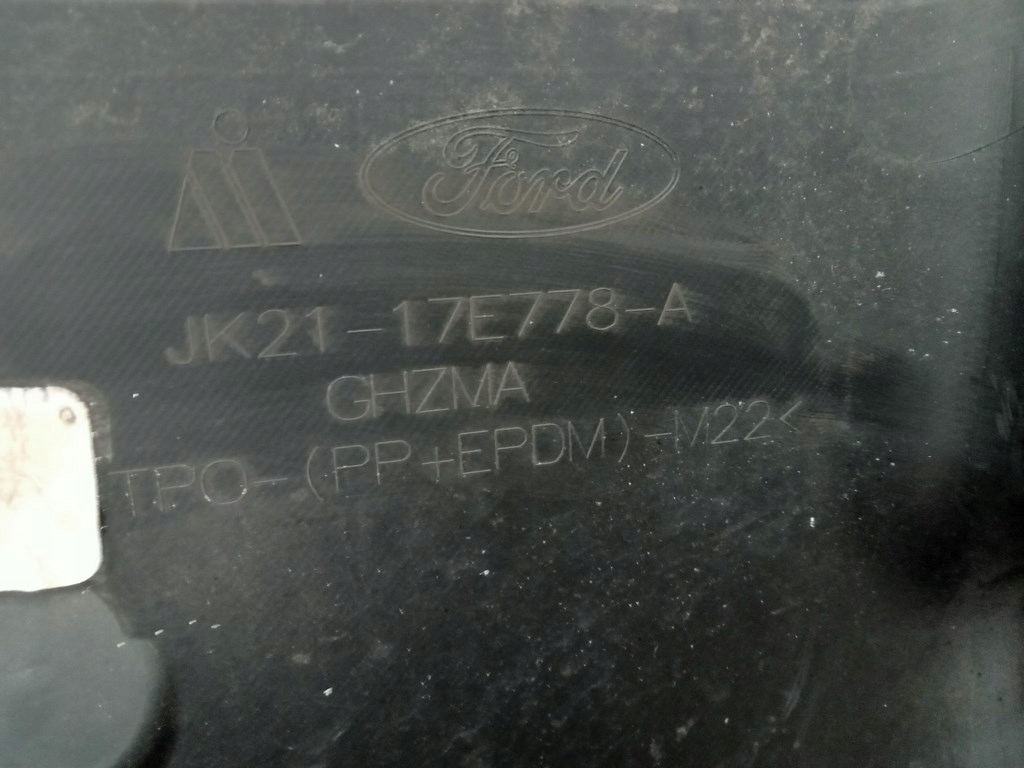 Ford
JK21-17E778-A
GHZMA
TPO-(PP+EPDM)-M22<